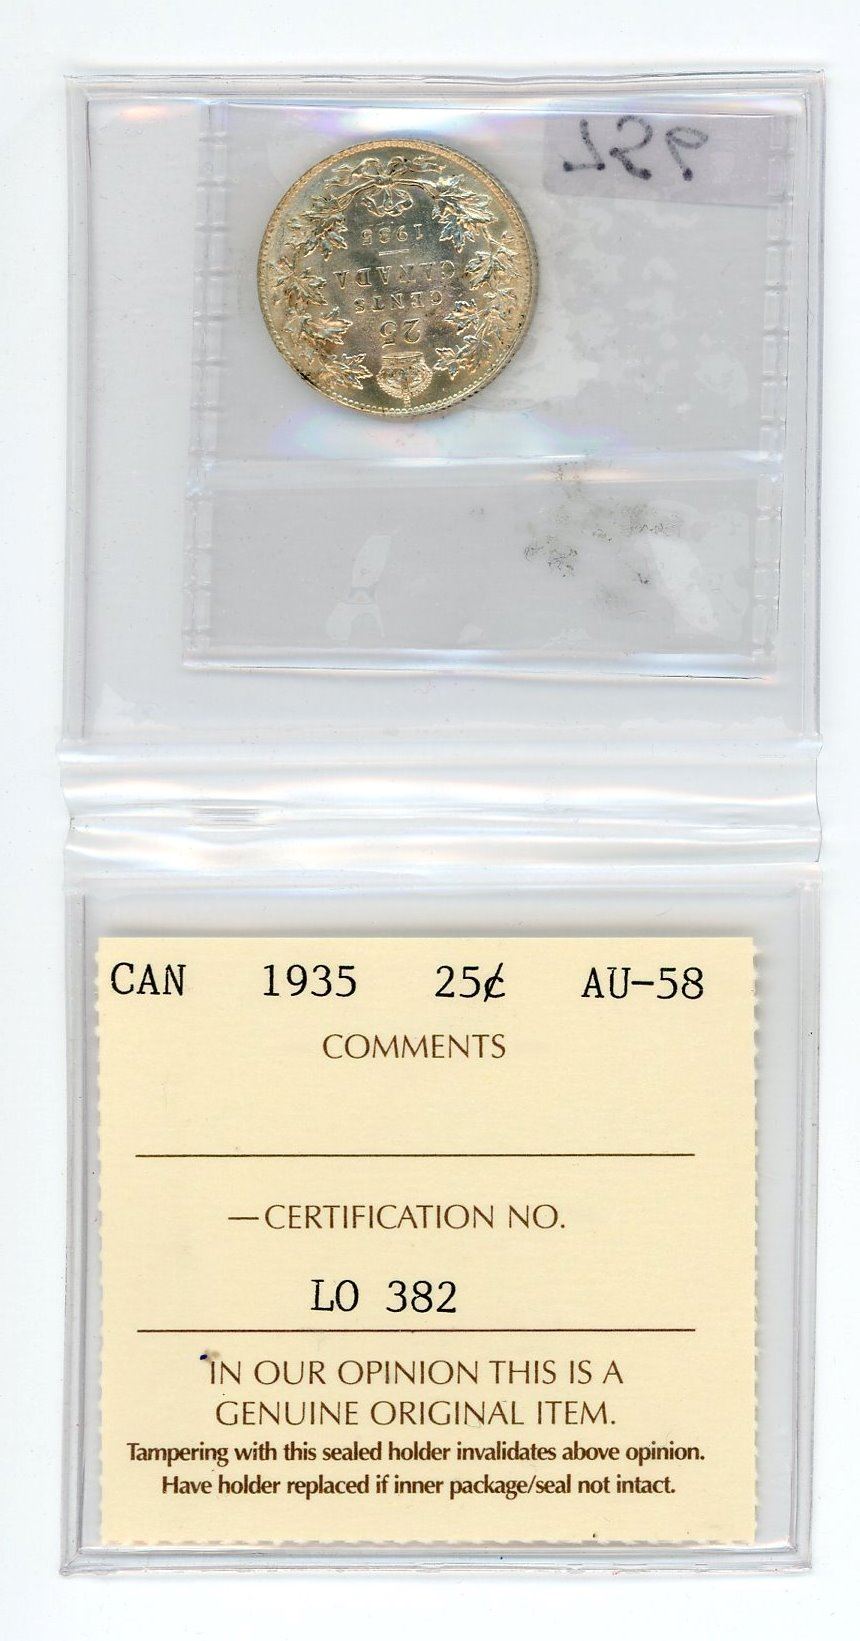 25
CENTS
CANADA
1935
CAN 1935 25¢ AU-58
COMMENTS
—CERTIFICATION NO.
LO 382
IN OUR OPINION THIS IS A
GENUINE ORIGINAL ITEM.
Tampering with this sealed holder invalidates above opinion.
Have holder replaced if inner package/seal not intact.